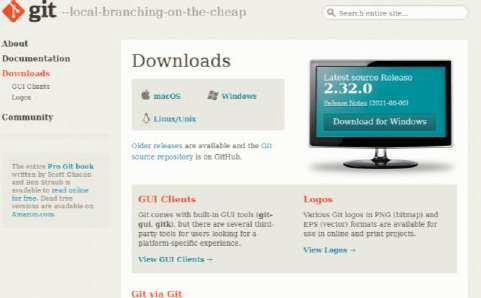 git --local-branching-on-the-cheap
Search entire site...
About
Documentation
Downloads
GUI Clients
Logos
Community
The entire Pro Git book
written by Scott Chacon
and Ben Straub is
available to read online
for free. Dead tree
versions are available on
Amazon.com.
Downloads
macOS
Windows
Linux/Unix
Older releases are available and the Git
source repository is on GitHub.
Latest source Release
2.32.0
Release Notes (2021-06-06)
Download for Windows
GUI Clients
Git comes with built-in GUI tools (git-
gui, gitk), but there are several third-
party tools for users looking for a
platform-specific experience.
View GUI Clients →
Logos
Various Git logos in PNG (bitmap) and
EPS (vector) formats are available for
use in online and print projects.
View Logos →
Git via Git